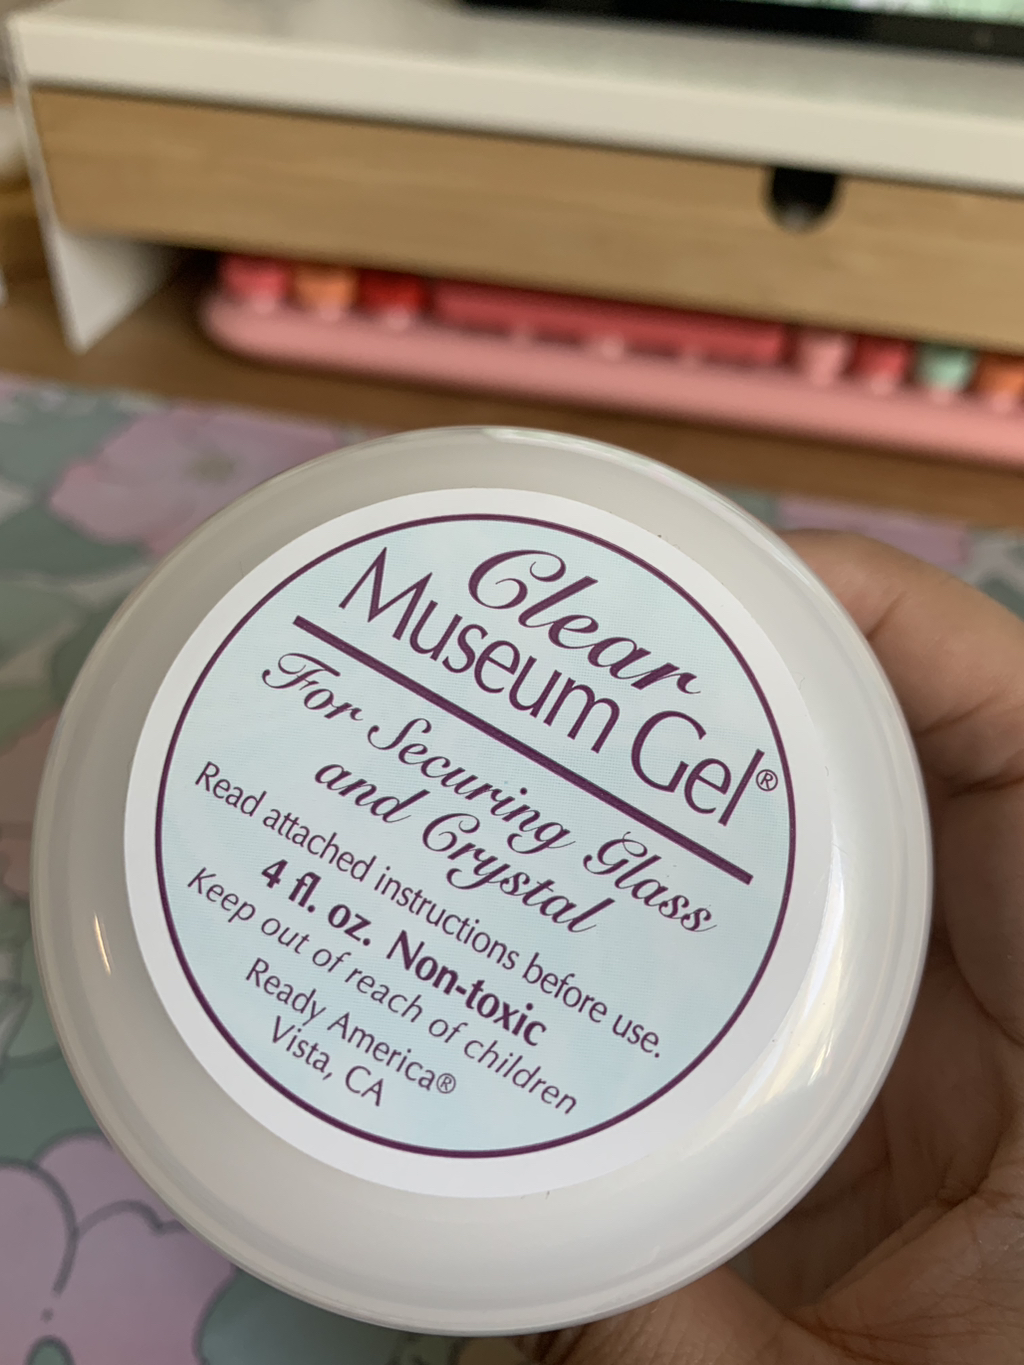 Clear
Museum Gel®
For Securing Glass
and Crystal
Read attached instructions before use.
4 fl. oz. Non-toxic
Keep out of reach of children
Ready America®
Vista, CA